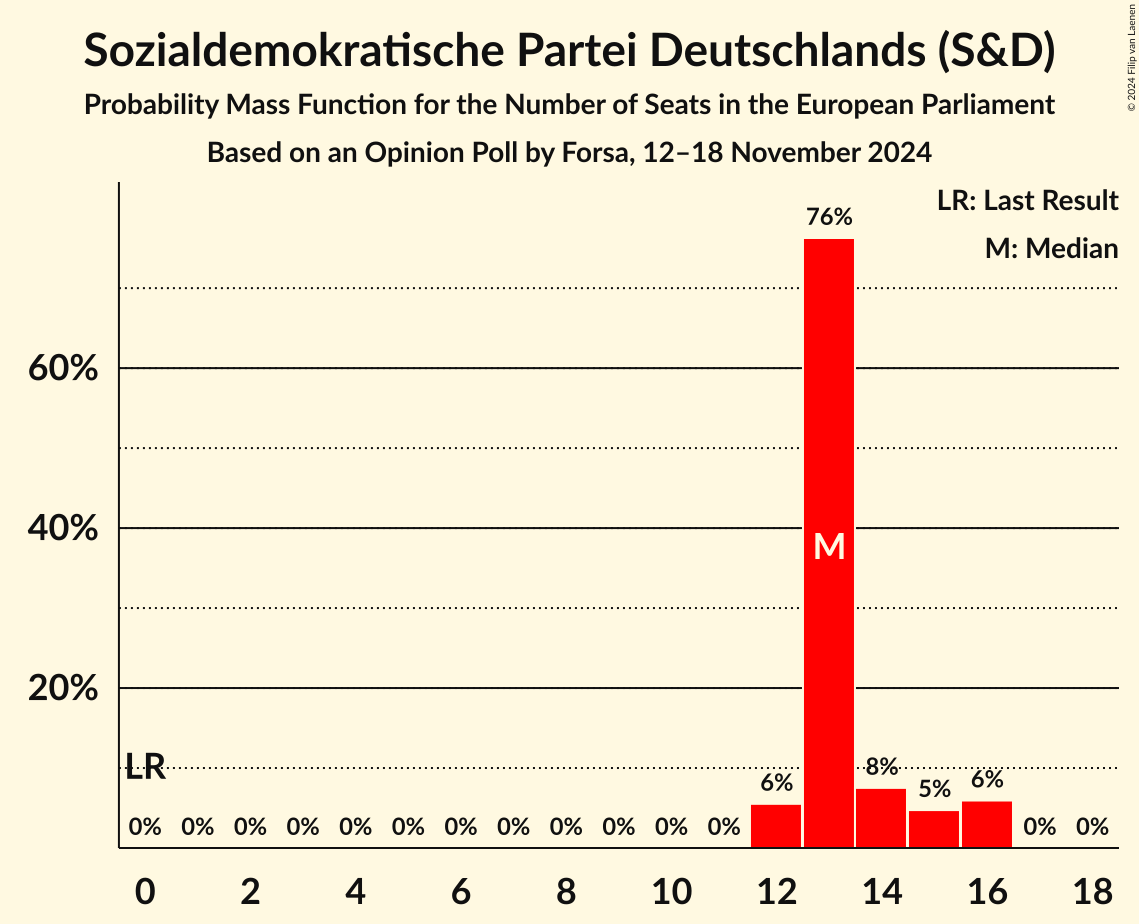 Sozialdemokratische Partei Deutschlands (S&D)
Probability Mass Function for the Number of Seats in the European Parliament
Based on an Opinion Poll by Forsa, 12–18 November 2024
© 2024 Filip van Laenen
LR: Last Result
M: Median
76%
60%
40%
M
20%
LR
8%
6%
5%
6%
0% 0% 0% 0% 0% 0% 0% 0% 0% 0% 0% 0% 0% 0%
0 2 4 6 8 10 12 14 16 18